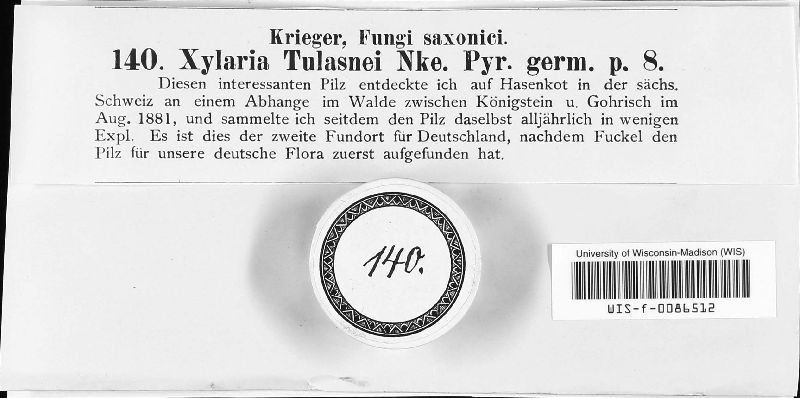 Krieger, Fungi saxonici.
140. Xylaria Tulasnei Nke. Pyr. germ. p. 8.
Diesen interessanten Pilz entdeckte ich auf Hasenkot in der sächs.
Schweiz an einem Abhange im Walde zwischen Königstein u. Gohrisch im
Aug. 1881, und sammelte ich seitdem den Pilz daselbst alljährlich in wenigen
Expl. Es ist dies der zweite Fundort für Deutschland, nachdem Fuckel den
Pilz für unsere deutsche Flora zuerst aufgefunden hat.
140.
University of Wisconsin-Madison (WIS)
WIS-f-0086512